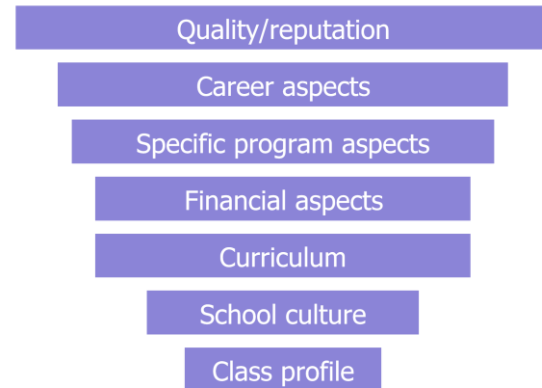 Quality/reputation
Career aspects
Specific program aspects
Financial aspects
Curriculum
School culture
Class profile